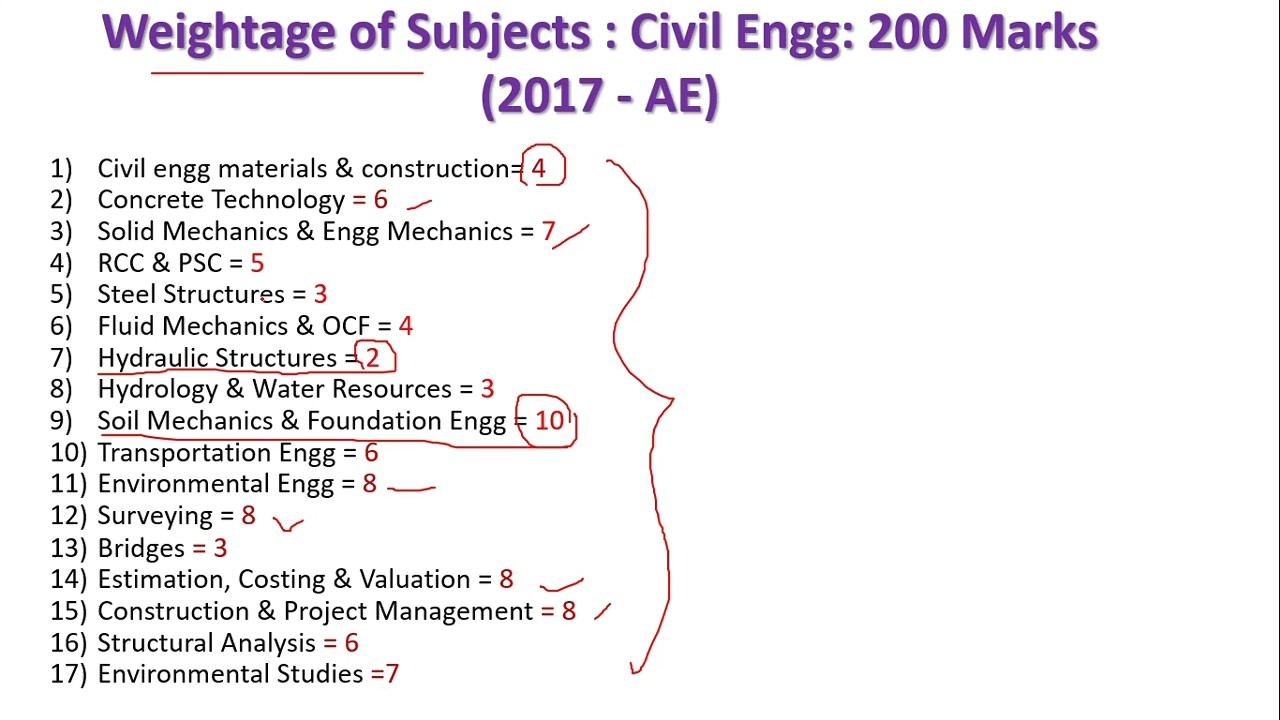 Weightage of Subjects : Civil Engg: 200 Marks
(2017 - AE)
1) Civil engg materials & construction= 4
2) Concrete Technology = 6
3) Solid Mechanics & Engg Mechanics = 7
4) RCC & PSC = 5
5) Steel Structures = 3
6) Fluid Mechanics & OCF = 4
7) Hydraulic Structures = 2
8) Hydrology & Water Resources = 3
9) Soil Mechanics & Foundation Engg = 10
10) Transportation Engg = 6
11) Environmental Engg = 8
12) Surveying = 8
13) Bridges = 3
14) Estimation, Costing & Valuation = 8
15) Construction & Project Management = 8
16) Structural Analysis = 6
17) Environmental Studies =7